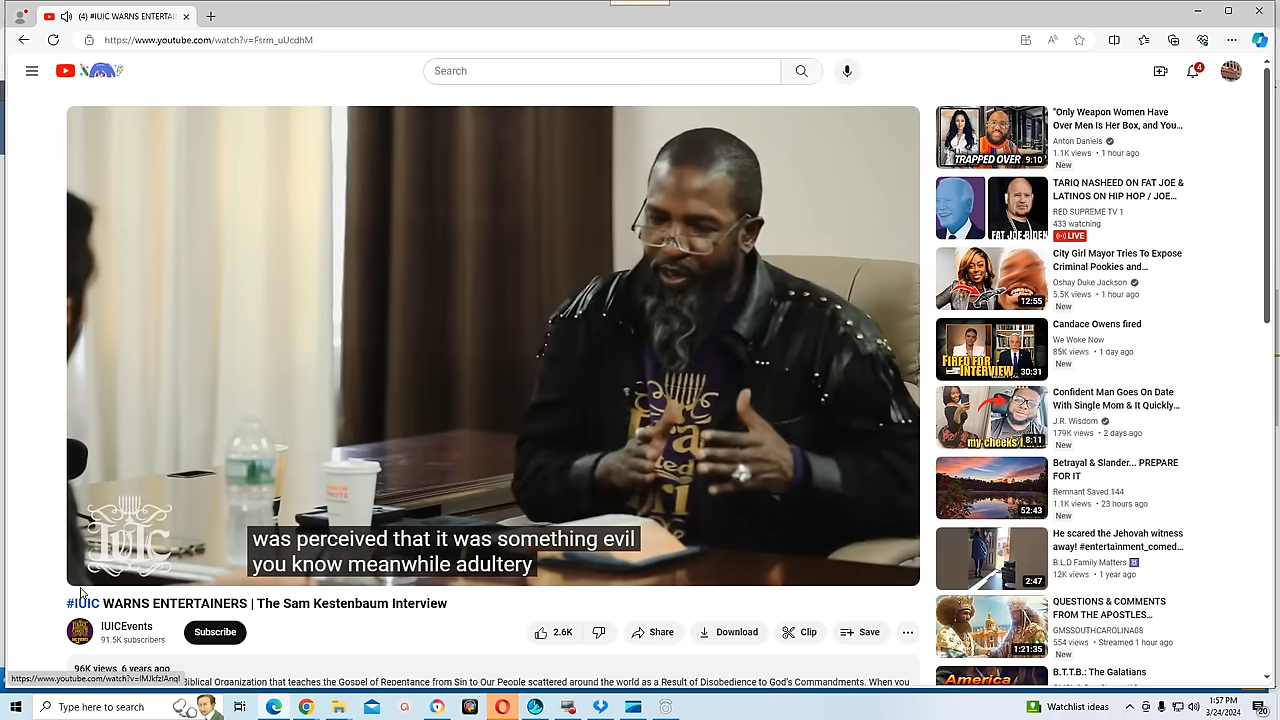 (4) #IUIC WARNS ENTERTAI
https://www.youtube.com/watch?v=Fsrm_uUcdhM
Search
4
IUIC
was perceived that it was something evil
you know meanwhile adultery
#IUIC WARNS ENTERTAINERS | The Sam Kestenbaum Interview
IUICEvents
91.5K subscribers
Subscribe
2.6K
Share
Download
Clip
Save
96K views 6 years ago
Biblical Organization that teaches the Gospel of Repentance from Sin to Our People scattered around the world as a Result of Disobedience to God's Commandments. When you
https://www.youtube.com/watch?v=IMJkfzIAnqI
TRAPPED OVER
9:10
"Only Weapon Women Have
Over Men Is Her Box, and You...
Anton Daniels
1.1K views • 1 hour ago
New
FAT JOE BIDEN
TARIQ NASHEED ON FAT JOE &
LATINOS ON HIP HOP / JOE...
RED SUPREME TV 1
433 watching
LIVE
12:55
City Girl Mayor Tries To Expose
Criminal Pookies and...
Oshay Duke Jackson
5.5K views • 1 hour ago
New
FIRED FOR
INTERVIEW
30:31
Candace Owens fired
We Woke Now
85K views • 1 day ago
New
my cheeks
8:11
Confident Man Goes On Date
With Single Mom & It Quickly...
J.R. Wisdom
179K views • 2 days ago
New
52:43
Betrayal & Slander... PREPARE
FOR IT
Remnant Saved 144
1.1K views • 23 hours ago
New
2:47
He scared the Jehovah witness
away! #entertainment_comed...
B.L.D Family Matters
12K views • 1 year ago
1:21:35
QUESTIONS & COMMENTS
FROM THE APOSTLES...
GMSSOUTHCAROLINA08
554 views • Streamed 1 hour ago
New
America
B.T.T.B.: The Galatians
Type here to search
Watchlist ideas
1:57 PM
3/24/2024
20